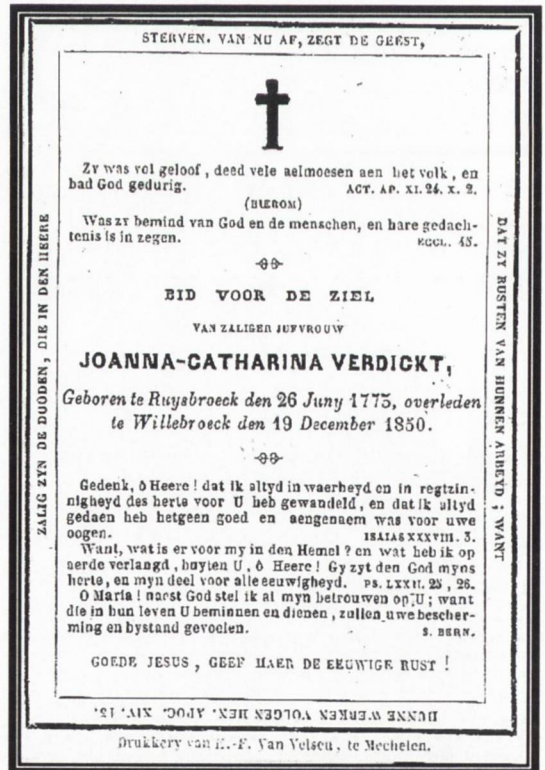 STERVEN. VAN NU AF, ZEGT DE GEEST,
ZALIG ZYN DE DOODEN, DIE IN DEN HEERE
DAT ZY RUSTEN VAN HUNNEN ARBEYD ; WANT
Zy was vol geloof, deed vele aelmoesen aen het volk, en
bad God gedurig. ACT. AP. XI. 24. X. 2.
(HIEROM)
Was zy bemind van God en de menschen, en hare gedach-
tenis is in zegen. ECCL. 45.
BID VOOR DE ZIEL
VAN ZALIGER JUFVROUW
JOANNA-CATHARINA VERDICKT,
Geboren te Ruysbroeck den 26 Juny 1773, overleden
te Willebroeck den 19 December 1850.
Gedenk, ô Heere ! dat ik altyd in waerheyd en in regtzin-
nigheyd des herte voor U heb gewandeld, en dat ik altyd
gedaen heb hetgeen goed en aengenaem was voor uwe
oogen. ISAIAS XXXVIII. 3.
Want, wat is er voor my in den Hemel ? en wat heb ik op
aerde verlangd, buyten U, ô Heere ! Gy zyt den God myns
herte, en myn deel voor alle eeuwigheyd. PS. LXXII. 25, 26.
O Maria ! naest God stel ik al myn betrouwen op U ; want
die in hun leven U beminnen en dienen, zullen uwe bescher-
ming en bystand gevoelen. S. BERN.
GOEDE JESUS, GEEF HAER DE EEUWIGE RUST !
HUNNE WERKEN VOLGEN HEN. APOC. XIV. 13.
Drukkery van H.-F. Van Velsen, te Mechelen.